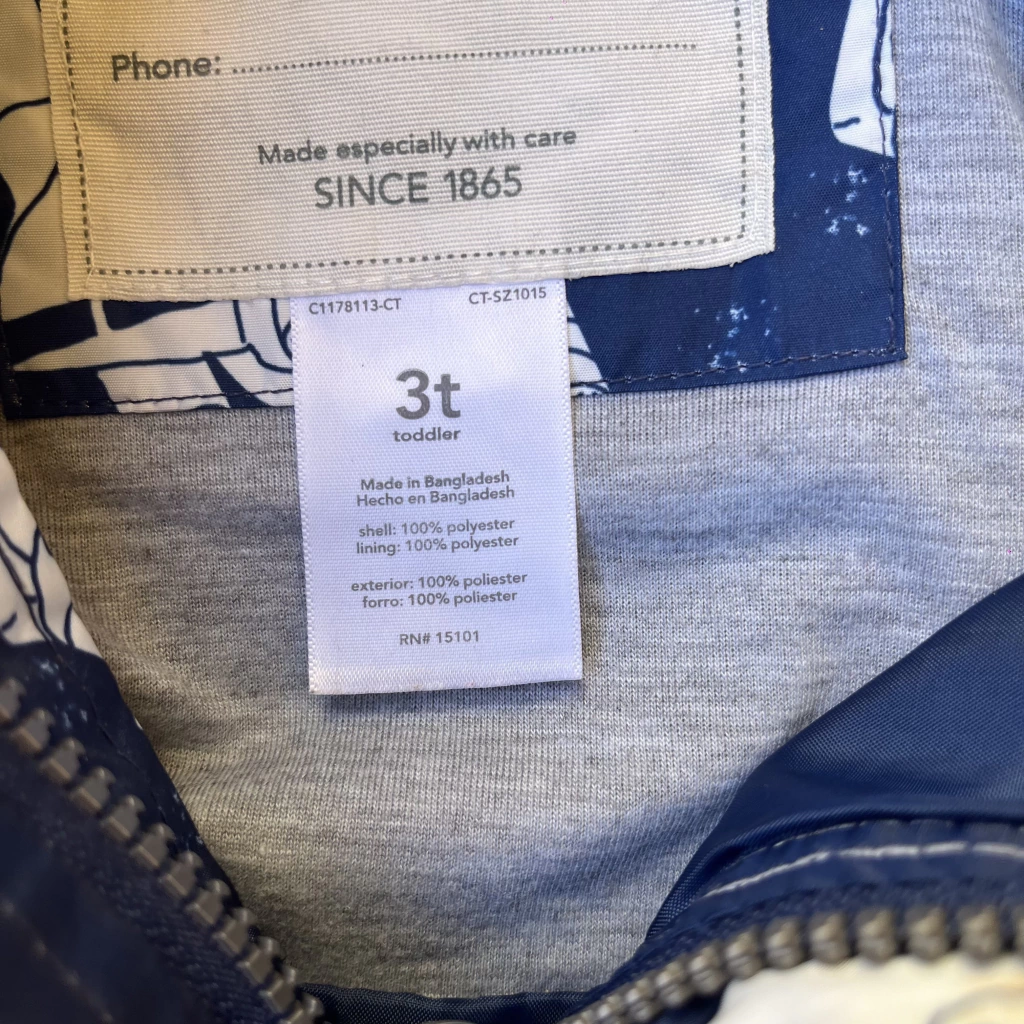 Phone: ....................
Made especially with care
SINCE 1865
C1178113-CT CT-SZ1015
3t
toddler
Made in Bangladesh
Hecho en Bangladesh
shell: 100% polyester
lining: 100% polyester
exterior: 100% poliester
forro: 100% poliester
RN# 15101